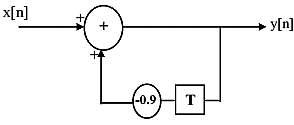 x[n]
+
+
y[n]
+
-0.9
T